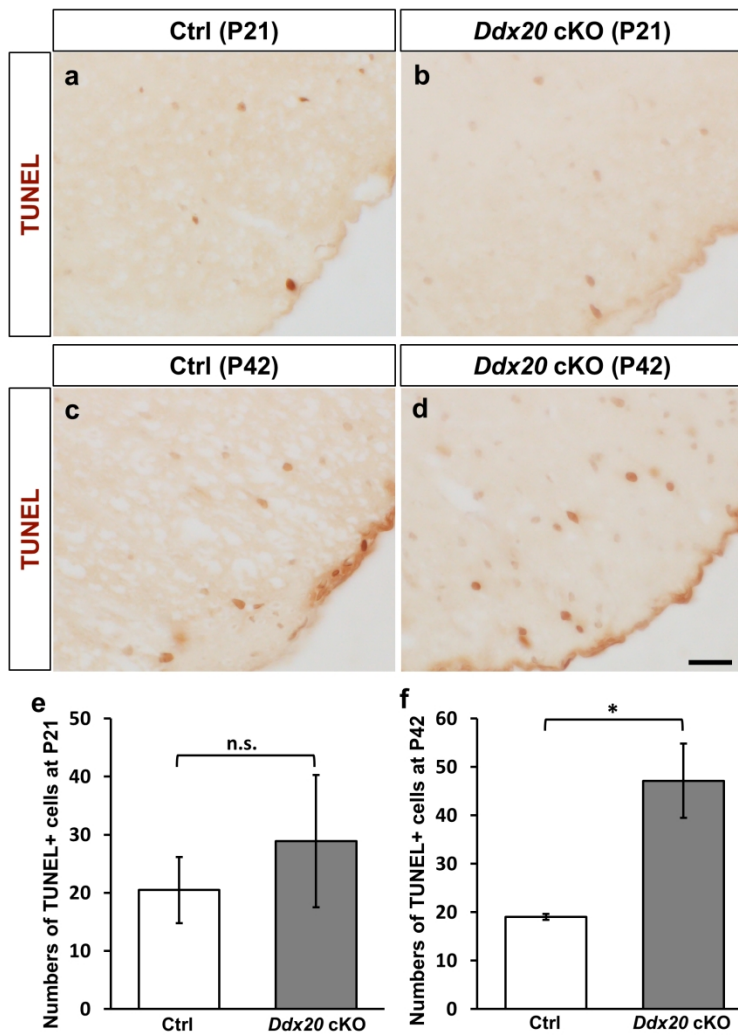 Ctrl (P21)
Ddx20 cKO (P21)
TUNEL
a
b
Ctrl (P42)
Ddx20 cKO (P42)
TUNEL
c
d
e
Numbers of TUNEL+ cells at P21
50
40
30
20
10
0
n.s.
Ctrl
Ddx20 cKO
f
Numbers of TUNEL+ cells at P42
60
50
40
30
20
10
0
*
Ctrl
Ddx20 cKO